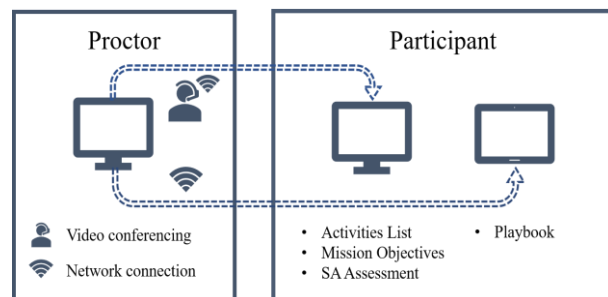 Proctor
Video conferencing
Network connection
Participant
• Activities List
• Mission Objectives
• SA Assessment
• Playbook